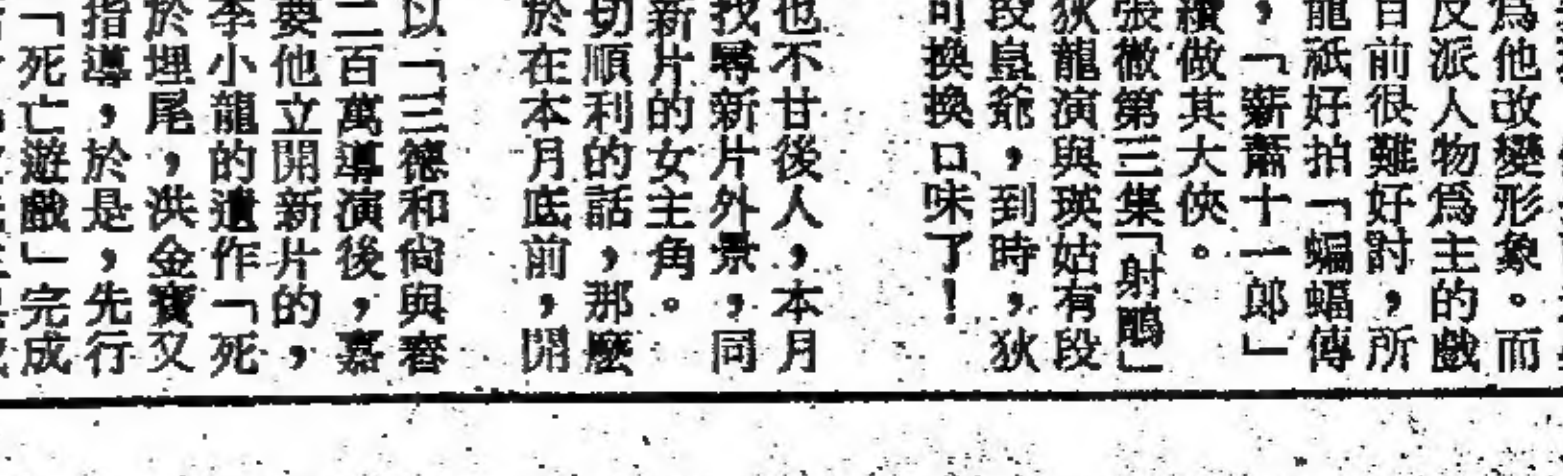 為他改變形象。而
反派人物爲主的戲
目前很難好討，所
龍祇好拍「蝙蝠傳
，「薪蕭十一郎」
續做其大俠。
張徹第三集「射鵰」
狄龍演與瑛姑有段
段皇爺，到時，狄
可換換口味了！
也不甘後人，本月
找尋新片外景，同
新片的女主角。
切順利的話，那麼
於在本月底前，開
以「三德和尙與舂
二百萬導演後，嘉
要他立開新片的，
李小龍的遺作「死
於埋尾，洪金寶又
指導，於是，先行
「死亡遊戲」完成